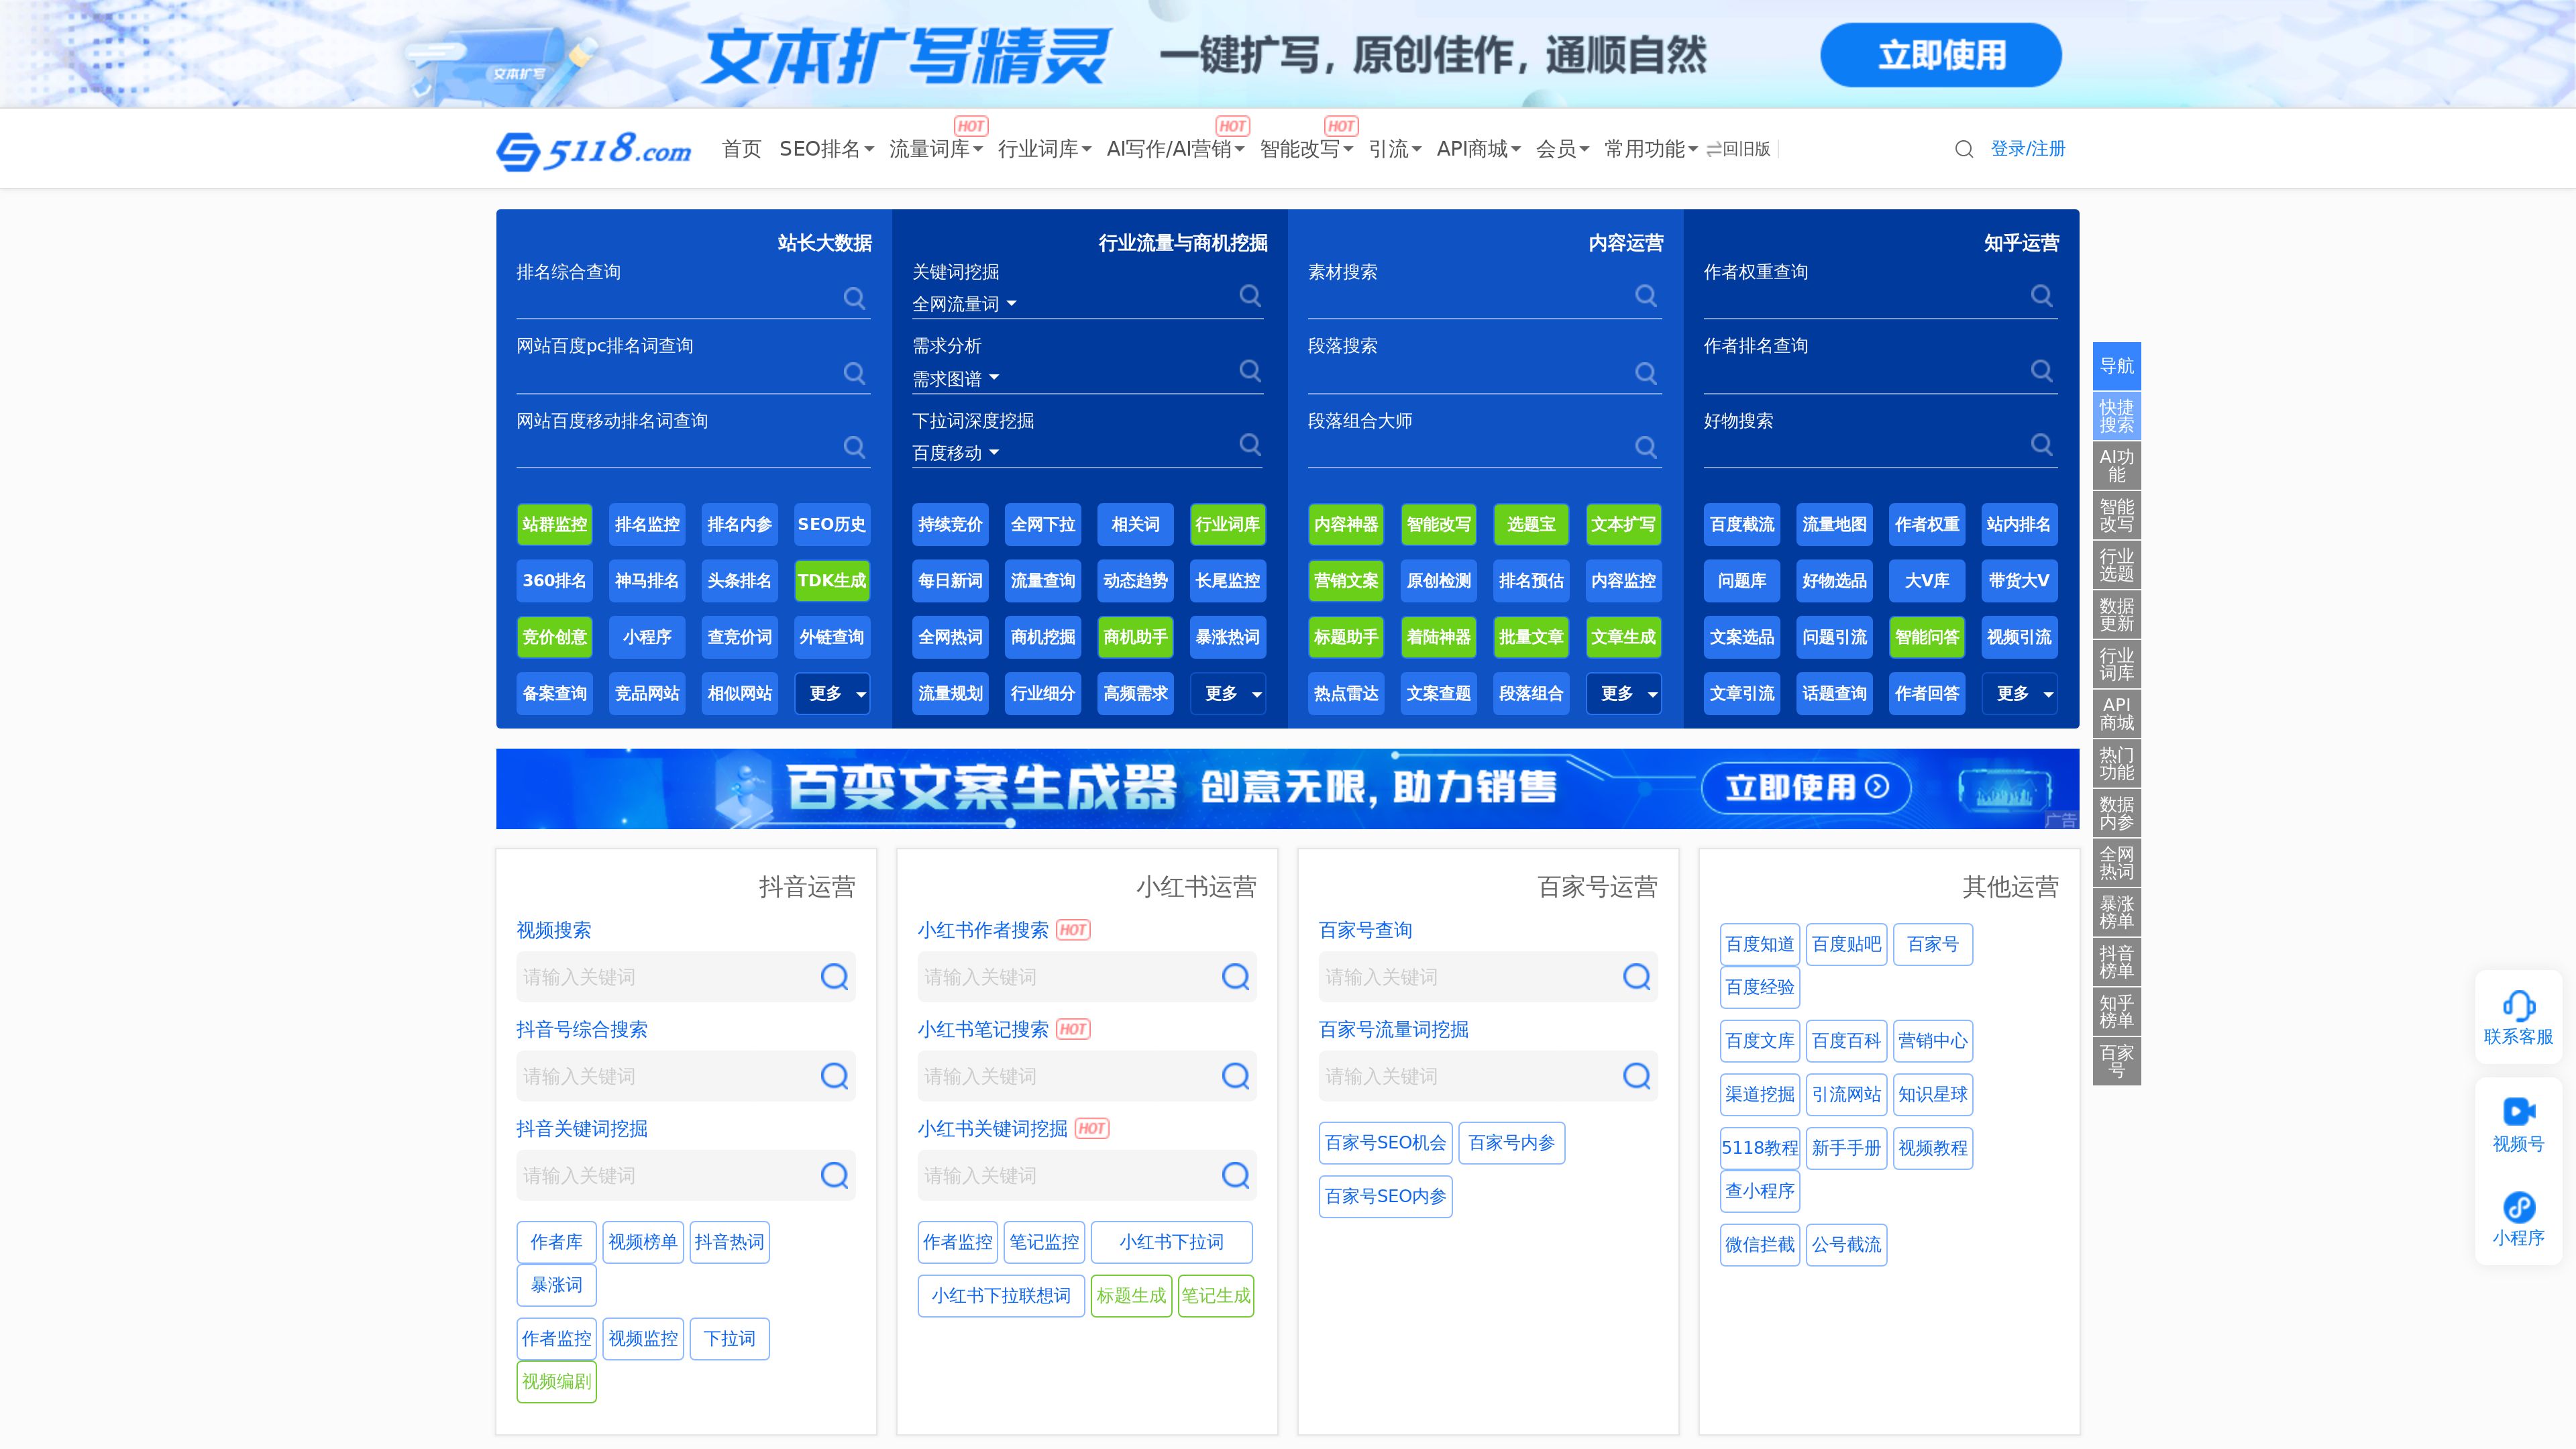 文本扩写
文本扩写精灵
一键扩写，原创佳作，通顺自然
立即使用
5118.com
首页 SEO排名 流量词库 HOT 行业词库 AI写作/AI营销 HOT 智能改写 HOT 引流 API商城 会员 常用功能 回旧版
登录/注册
站长大数据
排名综合查询
网站百度pc排名词查询
网站百度移动排名词查询
站群监控 排名监控 排名内参 SEO历史
360排名 神马排名 头条排名 TDK生成
竞价创意 小程序 查竞价词 外链查询
备案查询 竞品网站 相似网站 更多
行业流量与商机挖掘
关键词挖掘
全网流量词
需求分析
需求图谱
下拉词深度挖掘
百度移动
持续竞价 全网下拉 相关词 行业词库
每日新词 流量查询 动态趋势 长尾监控
全网热词 商机挖掘 商机助手 暴涨热词
流量规划 行业细分 高频需求 更多
内容运营
素材搜索
段落搜索
段落组合大师
内容神器 智能改写 选题宝 文本扩写
营销文案 原创检测 排名预估 内容监控
标题助手 着陆神器 批量文章 文章生成
热点雷达 文案查题 段落组合 更多
知乎运营
作者权重查询
作者排名查询
好物搜索
百度截流 流量地图 作者权重 站内排名
问题库 好物选品 大V库 带货大V
文案选品 问题引流 智能问答 视频引流
文章引流 话题查询 作者回答 更多
百变文案生成器 创意无限，助力销售 立即使用
广告
抖音运营
视频搜索
请输入关键词
抖音号综合搜索
请输入关键词
抖音关键词挖掘
请输入关键词
作者库 视频榜单 抖音热词
暴涨词
作者监控 视频监控 下拉词
视频编剧
小红书运营
小红书作者搜索 HOT
请输入关键词
小红书笔记搜索 HOT
请输入关键词
小红书关键词挖掘 HOT
请输入关键词
作者监控 笔记监控 小红书下拉词
小红书下拉联想词 标题生成 笔记生成
百家号运营
百家号查询
请输入关键词
百家号流量词挖掘
请输入关键词
百家号SEO机会 百家号内参
百家号SEO内参
其他运营
百度知道 百度贴吧 百家号
百度经验
百度文库 百度百科 营销中心
渠道挖掘 引流网站 知识星球
5118教程 新手手册 视频教程
查小程序
微信拦截 公号截流
导航
快捷
搜索
AI功
能
智能
改写
行业
选题
数据
更新
行业
词库
API
商城
热门
功能
数据
内参
全网
热词
暴涨
榜单
抖音
榜单
知乎
榜单
百家
号
联系客服
视频号
小程序